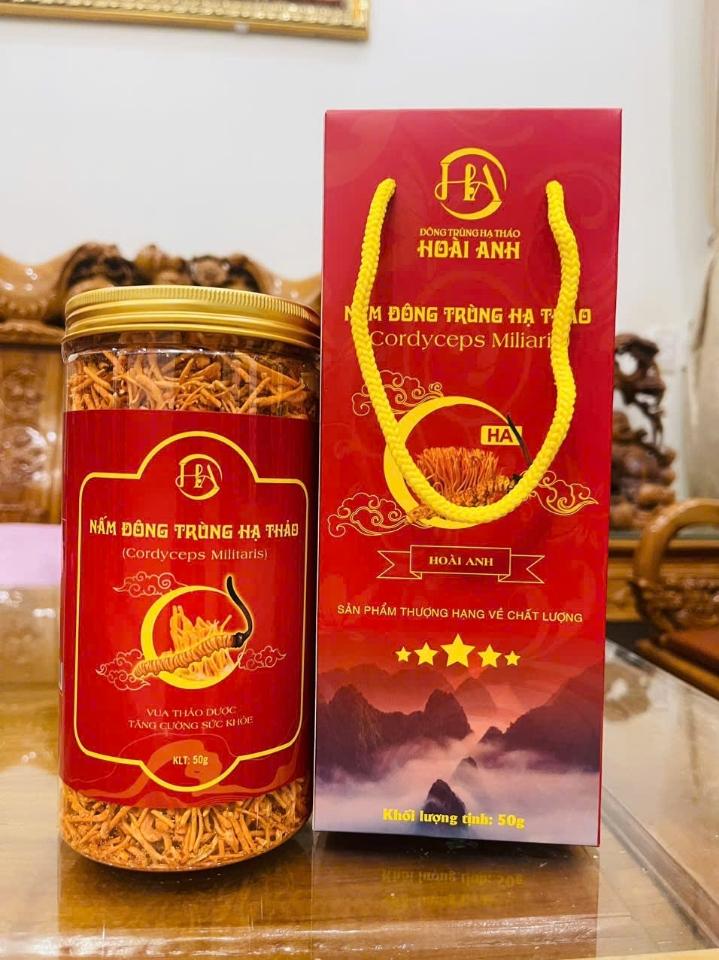 HA
NẤM ĐÔNG TRÙNG HẠ THẢO
(Cordyceps Militaris)
VUA THẢO DƯỢC
TĂNG CƯỜNG SỨC KHỎE
KLT: 50g
HA
ĐÔNG TRÙNG HẠ THẢO
HOÀI ANH
NẤM ĐÔNG TRÙNG HẠ THẢO
(Cordyceps Miliaris)
HA
HOÀI ANH
SẢN PHẨM THƯỢNG HẠNG VỀ CHẤT LƯỢNG
Khối lượng tịnh: 50g